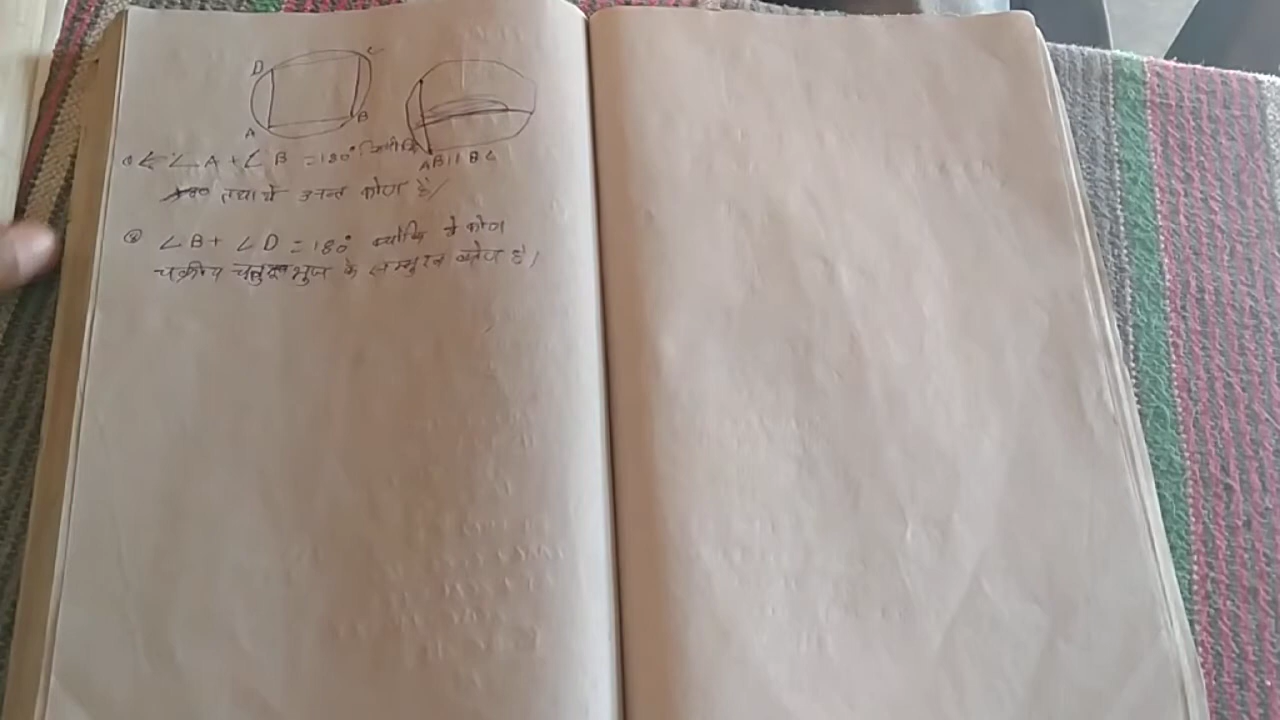 D C
A B
① ∠ ∠A + ∠B = 180° क्योंकि
AB || BC
तथा ये अन्तः कोण है।
② ∠B + ∠D = 180° क्योंकि ये कोण
चक्रीय चतुर्भुज के सम्मुख कोण है।